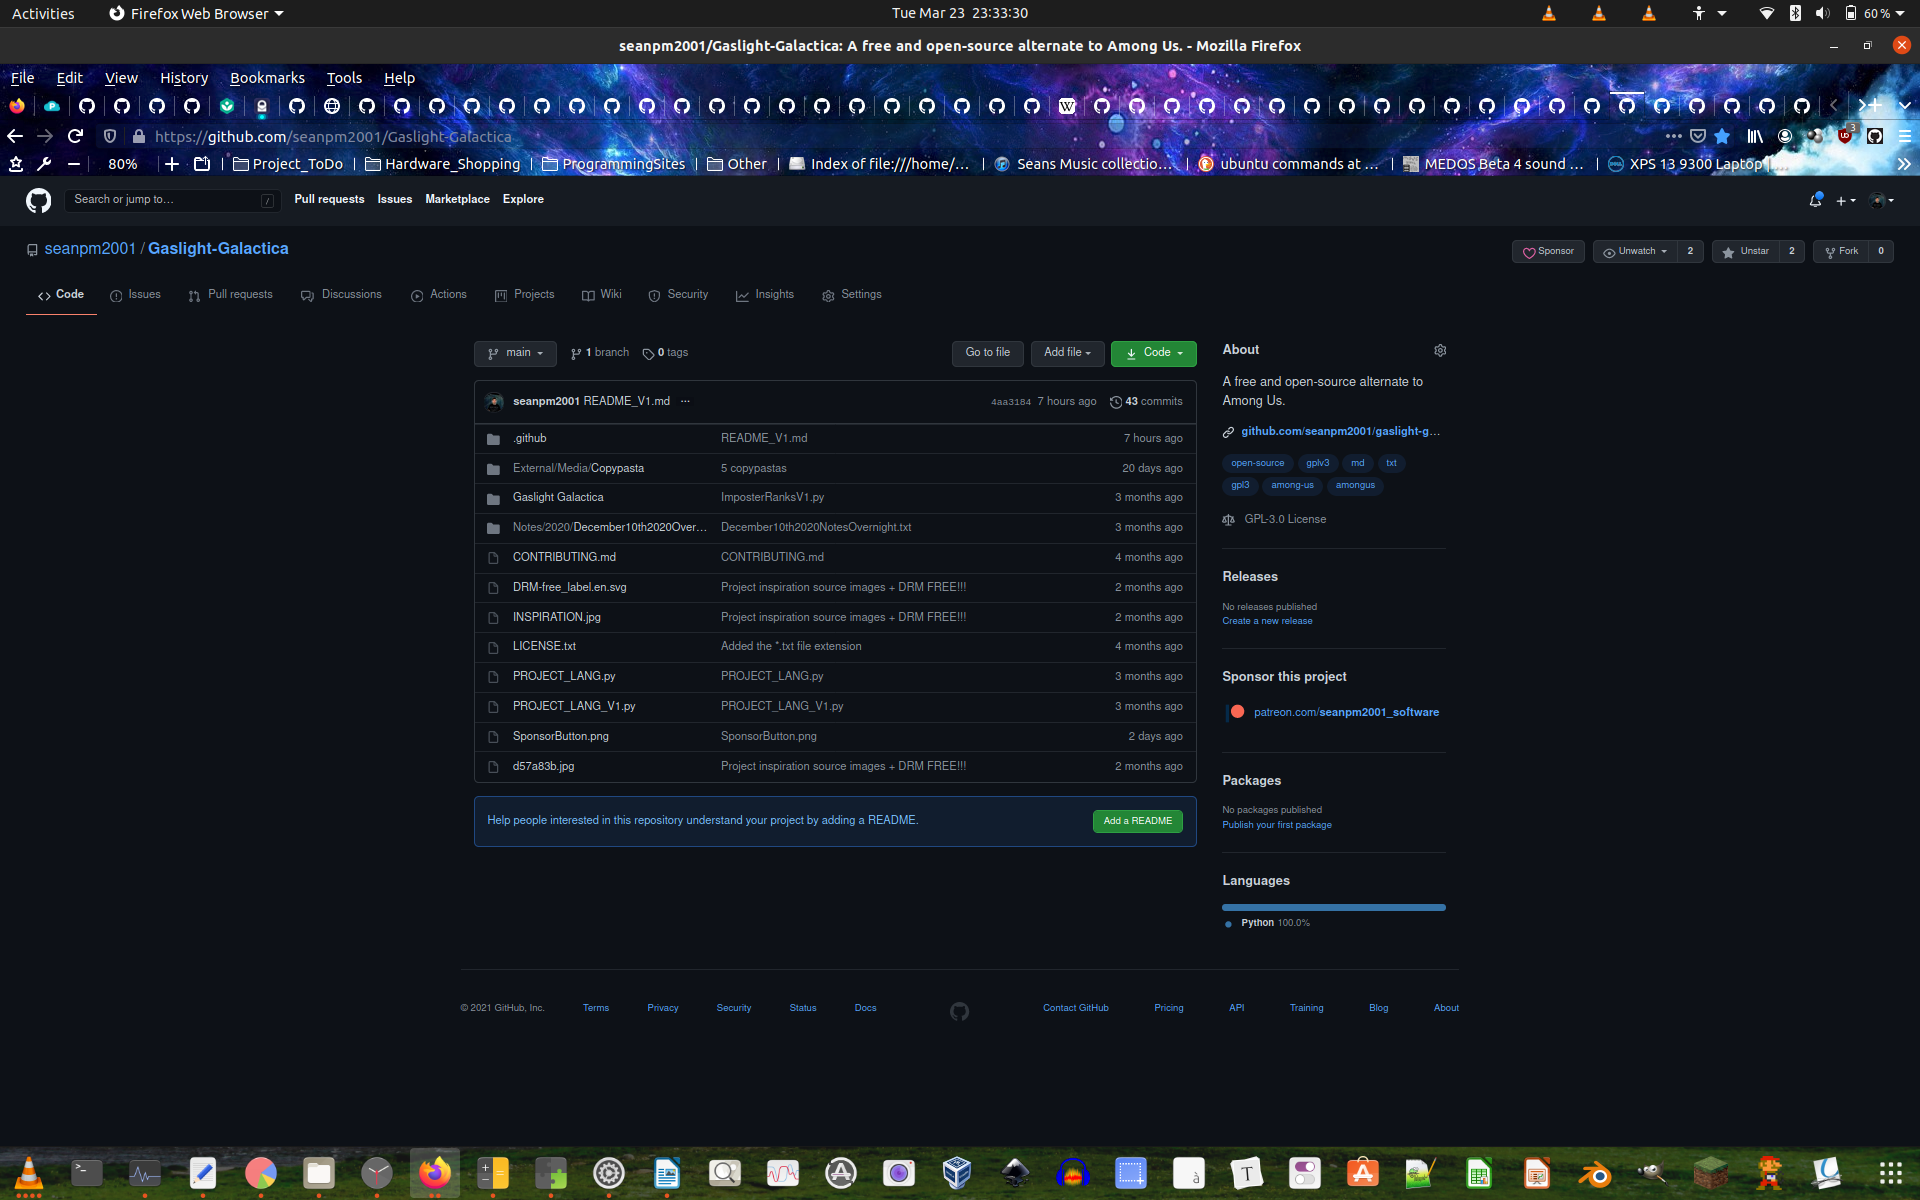 Activities Firefox Web Browser Tue Mar 23 23:33:30 60 %
seanpm2001/Gaslight-Galactica: A free and open-source alternate to Among Us. - Mozilla Firefox
File Edit View History Bookmarks Tools Help
https://github.com/seanpm2001/Gaslight-Galactica 3
80% Project_ToDo Hardware_Shopping ProgrammingSites Other Index of file:///home/... Seans Music collectio... ubuntu commands at ... MEDOS Beta 4 sound ... XPS 13 9300 Laptop
Search or jump to... / Pull requests Issues Marketplace Explore
seanpm2001 / Gaslight-Galactica Sponsor Unwatch 2 Unstar 2 Fork 0
Code Issues Pull requests Discussions Actions Projects Wiki Security Insights Settings
main 1 branch 0 tags Go to file Add file Code
seanpm2001 README_V1.md ... 4aa3184 7 hours ago 43 commits
.github README_V1.md 7 hours ago
External/Media/Copypasta 5 copypastas 20 days ago
Gaslight Galactica ImposterRanksV1.py 3 months ago
Notes/2020/December10th2020Over... December10th2020NotesOvernight.txt 3 months ago
CONTRIBUTING.md CONTRIBUTING.md 4 months ago
DRM-free_label.en.svg Project inspiration source images + DRM FREE!!! 2 months ago
INSPIRATION.jpg Project inspiration source images + DRM FREE!!! 2 months ago
LICENSE.txt Added the *.txt file extension 4 months ago
PROJECT_LANG.py PROJECT_LANG.py 3 months ago
PROJECT_LANG_V1.py PROJECT_LANG_V1.py 3 months ago
SponsorButton.png SponsorButton.png 2 days ago
d57a83b.jpg Project inspiration source images + DRM FREE!!! 2 months ago
Help people interested in this repository understand your project by adding a README. Add a README
About
A free and open-source alternate to
Among Us.
github.com/seanpm2001/gaslight-g...
open-source gplv3 md txt
gpl3 among-us amongus
GPL-3.0 License
Releases
No releases published
Create a new release
Sponsor this project
patreon.com/seanpm2001_software
Packages
No packages published
Publish your first package
Languages
Python 100.0%
© 2021 GitHub, Inc. Terms Privacy Security Status Docs Contact GitHub Pricing API Training Blog About